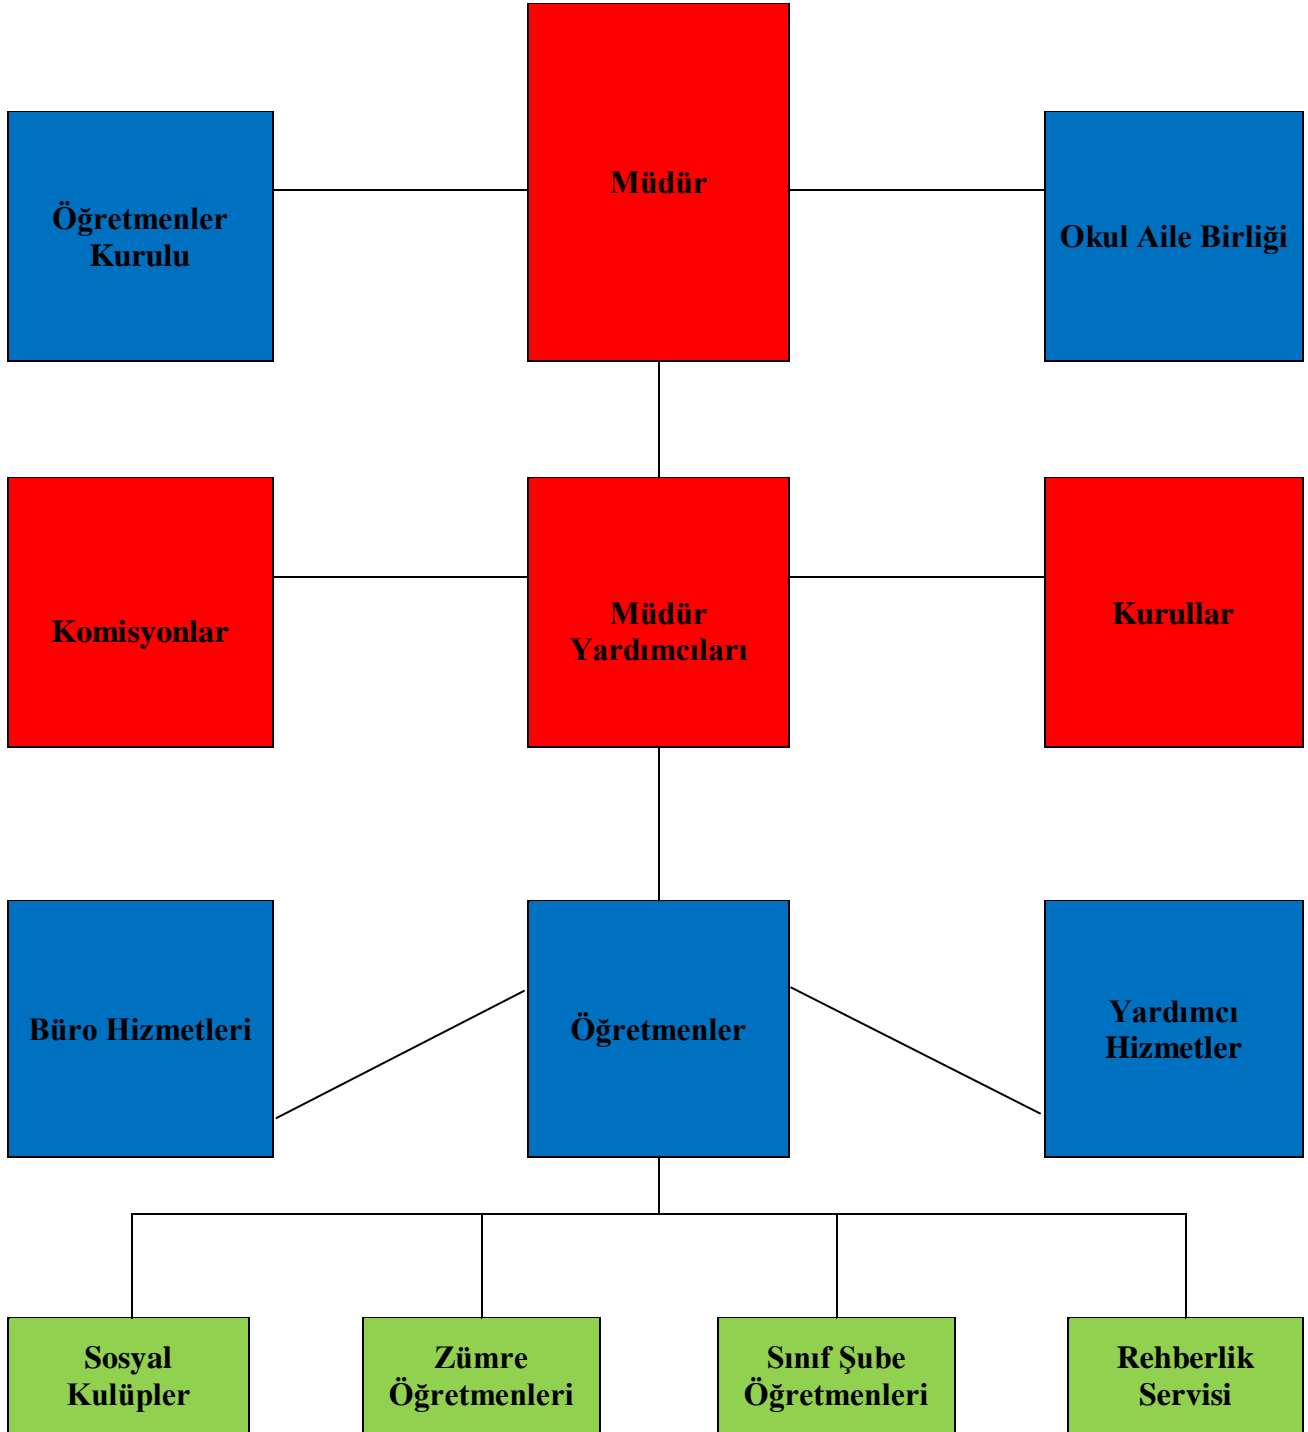 Müdür
Öğretmenler
Kurulu
Okul Aile Birliği
Komisyonlar
Müdür
Yardımcıları
Kurullar
Büro Hizmetleri
Öğretmenler
Yardımcı
Hizmetler
Sosyal
Kulüpler
Zümre
Öğretmenleri
Sınıf Şube
Öğretmenleri
Rehberlik
Servisi